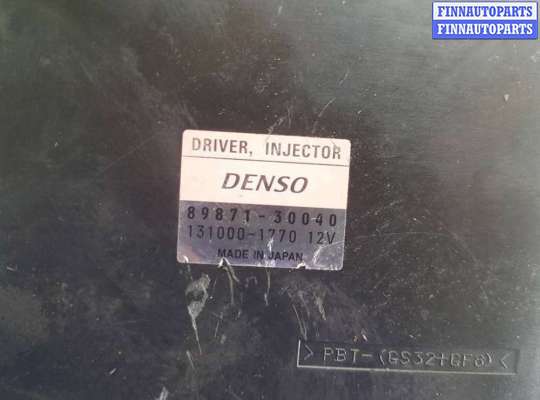 FINNAUTOPARTS
FINNAUTOPARTS
DRIVER, INJECTOR
DENSO
89871-30040
131000-1770 12V
MADE IN JAPAN
>PBT-(GS32+GF8)<